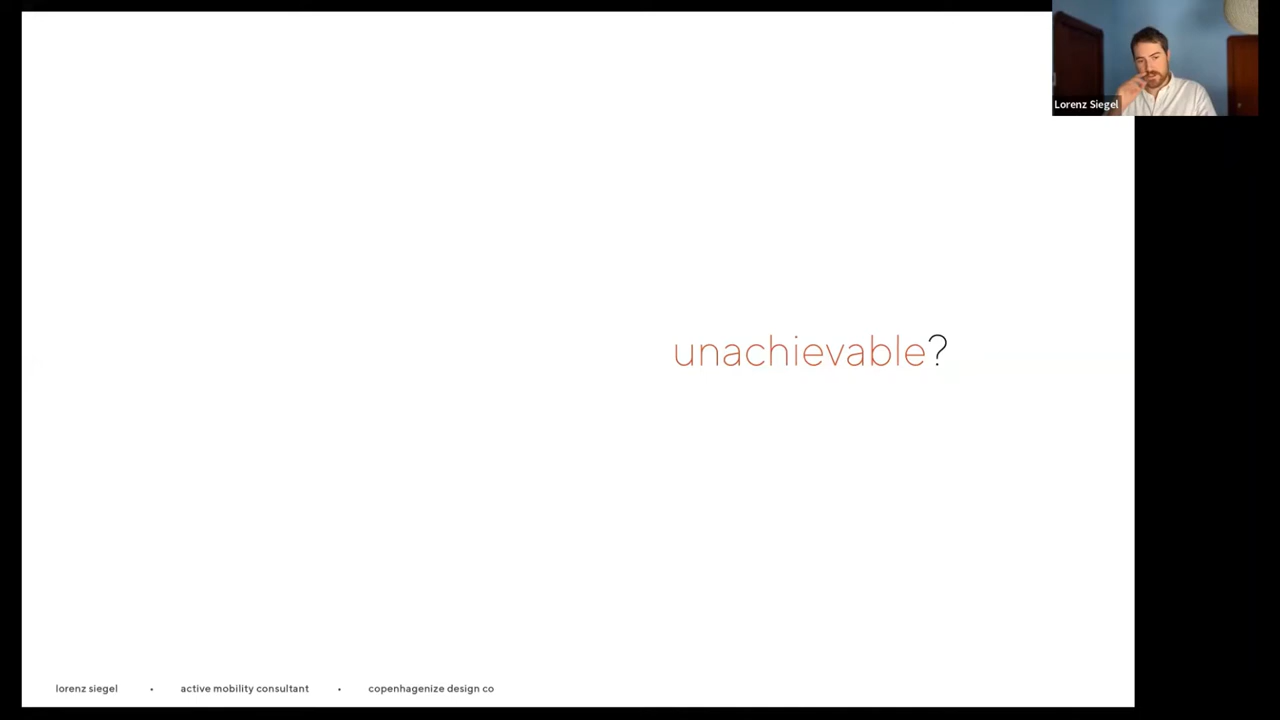 Lorenz Siegel
unachievable?
lorenz siegel • active mobility consultant • copenhagenize design co